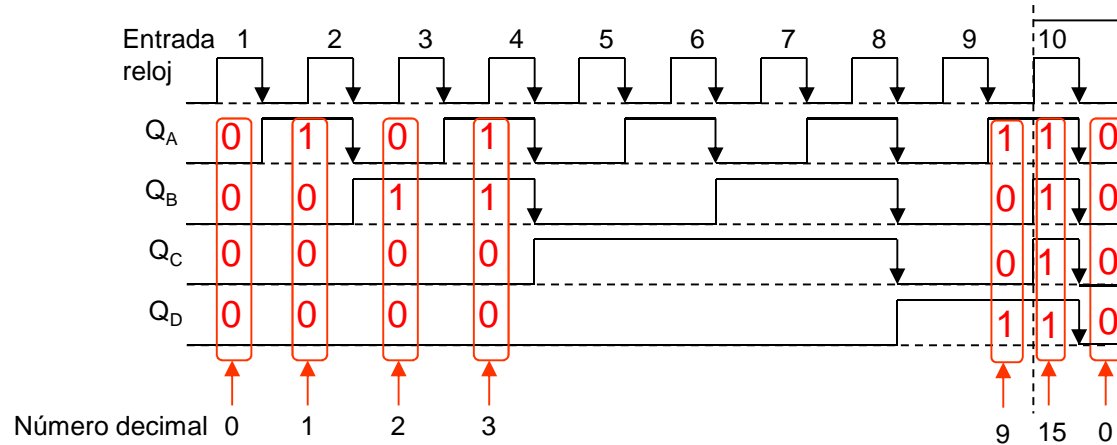 Entrada 1 2 3 4 5 6 7 8 9 10
reloj
QA 0 1 0 1 1 1 0
QB 0 0 1 1 0 1 0
QC 0 0 0 0 0 1 0
QD 0 0 0 0 1 1 0
Número decimal 0 1 2 3 9 15 0